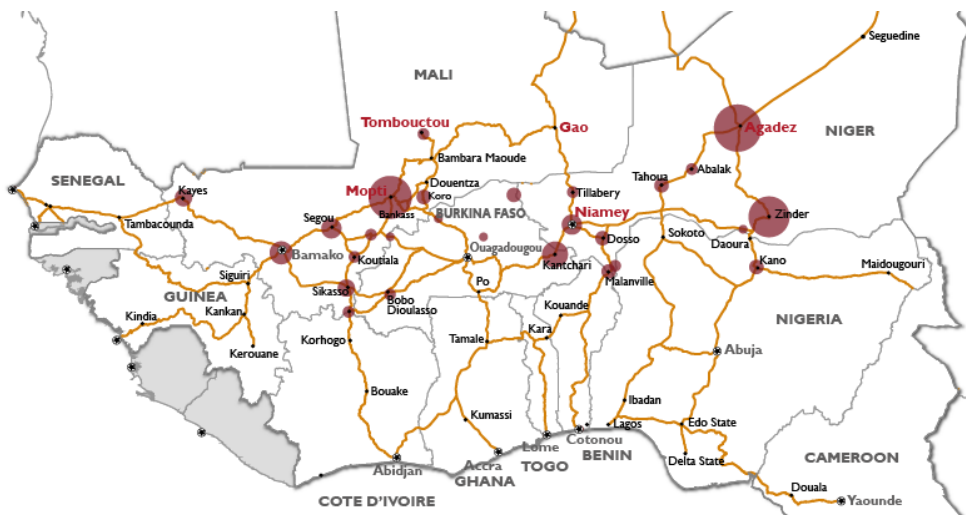 Seguedine
MALI
Tombouctou
Gao
Agadez
NIGER
Bambara Maoude
Abalak
SENEGAL
Kayes
Mopti
Douentza
Koro
Tahoua
Tillabery
Bankass
BURKINA FASO
Niamey
Zinder
Tambacounda
Segou
Dosso
Sokoto
Daoura
Bamako
Koutiala
Ouagadougou
Kantchari
Kano
Maidougouri
Malanville
Siguiri
Sikasso
Po
GUINEA
Bobo
Dioulasso
Kouande
NIGERIA
Kindia
Kankan
Kerouane
Korhogo
Tamale
Kara
Abuja
Bouake
Ibadan
Kumassi
Lagos
Edo State
Lome
Cotonou
TOGO
BENIN
Delta State
Abidjan
Accra
GHANA
CAMEROON
Douala
Yaounde
COTE D'IVOIRE